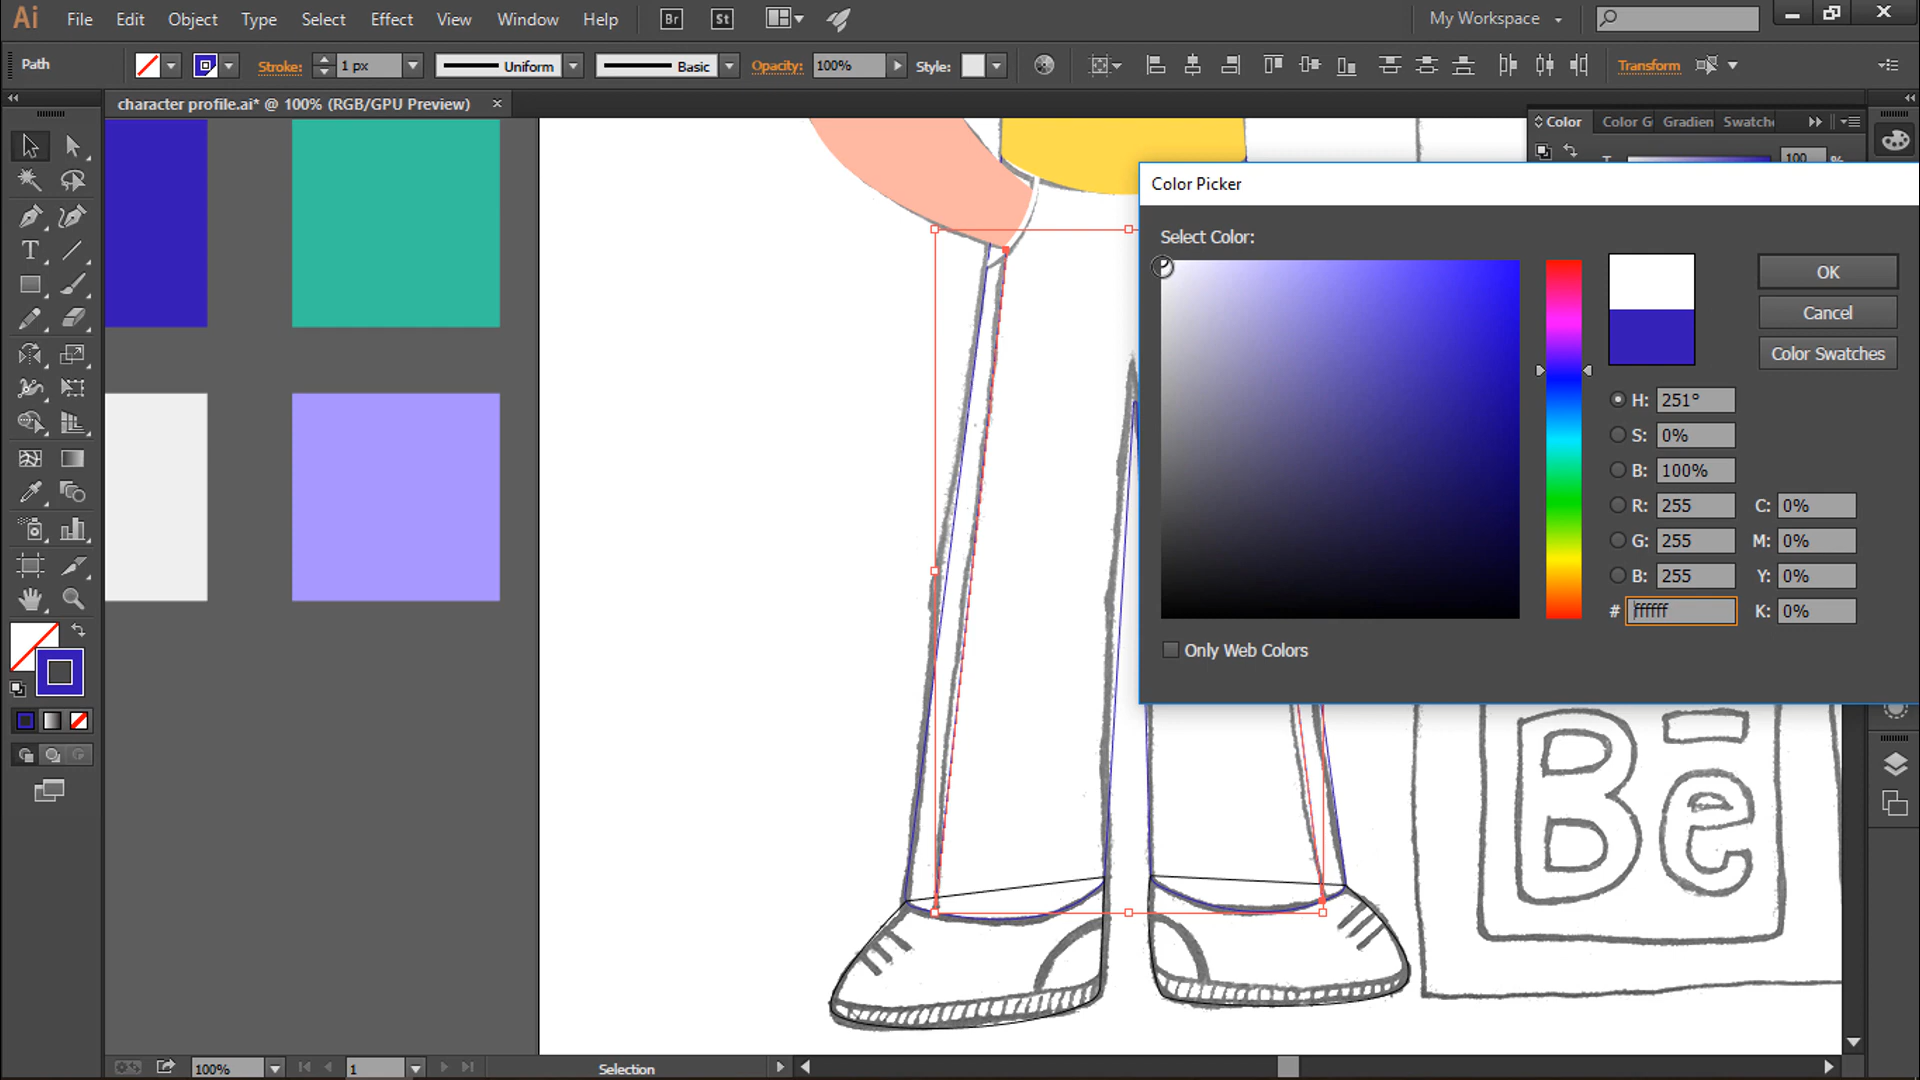 Ai File Edit Object Type Select Effect View Window Help Br St My Workspace
Path Stroke: 1 px Uniform Basic Opacity: 100% Style: Transform
character profile.ai* @ 100% (RGB/GPU Preview) ×
Color Color G Gradien Swatch
T 100 %
Color Picker
Select Color:
OK
Cancel
Color Swatches
H: 251°
S: 0%
B: 100%
R: 255 C: 0%
G: 255 M: 0%
B: 255 Y: 0%
# ffffff K: 0%
Only Web Colors
Be
100% 1 Selection